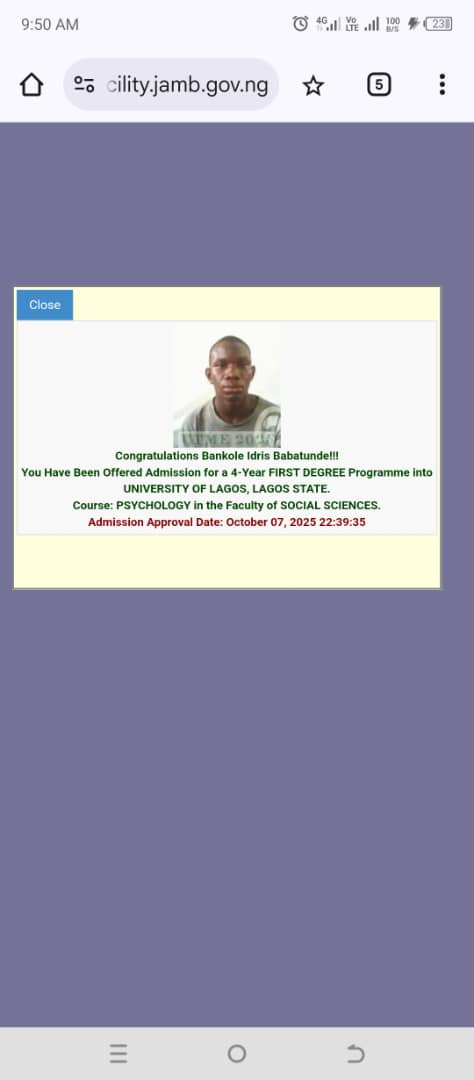 9:50 AM
4G
Vo LTE
100 B/S
23
cility.jamb.gov.ng
5
Close
UTME
Congratulations Bankole Idris Babatunde!!!
You Have Been Offered Admission for a 4-Year FIRST DEGREE Programme into
UNIVERSITY OF LAGOS, LAGOS STATE.
Course: PSYCHOLOGY in the Faculty of SOCIAL SCIENCES.
Admission Approval Date: October 07, 2025 22:39:35